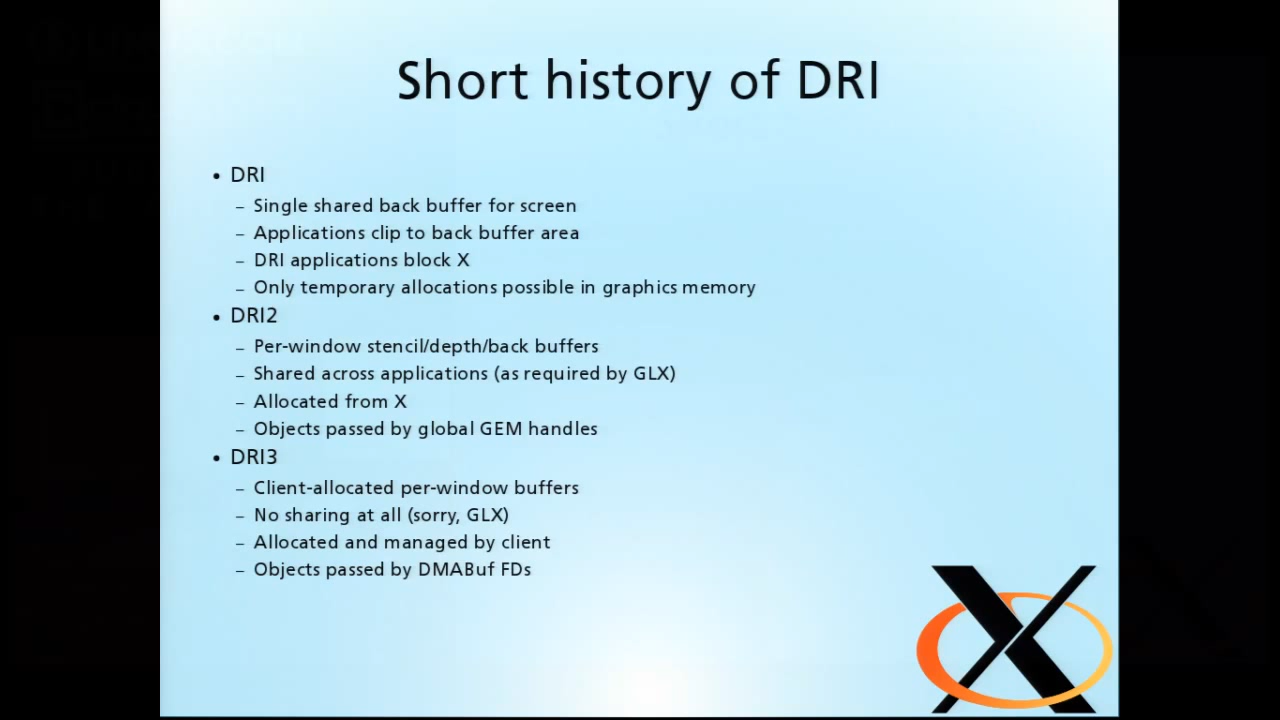 Short history of DRI
• DRI
– Single shared back buffer for screen
– Applications clip to back buffer area
– DRI applications block X
– Only temporary allocations possible in graphics memory
• DRI2
– Per-window stencil/depth/back buffers
– Shared across applications (as required by GLX)
– Allocated from X
– Objects passed by global GEM handles
• DRI3
– Client-allocated per-window buffers
– No sharing at all (sorry, GLX)
– Allocated and managed by client
– Objects passed by DMABuf FDs